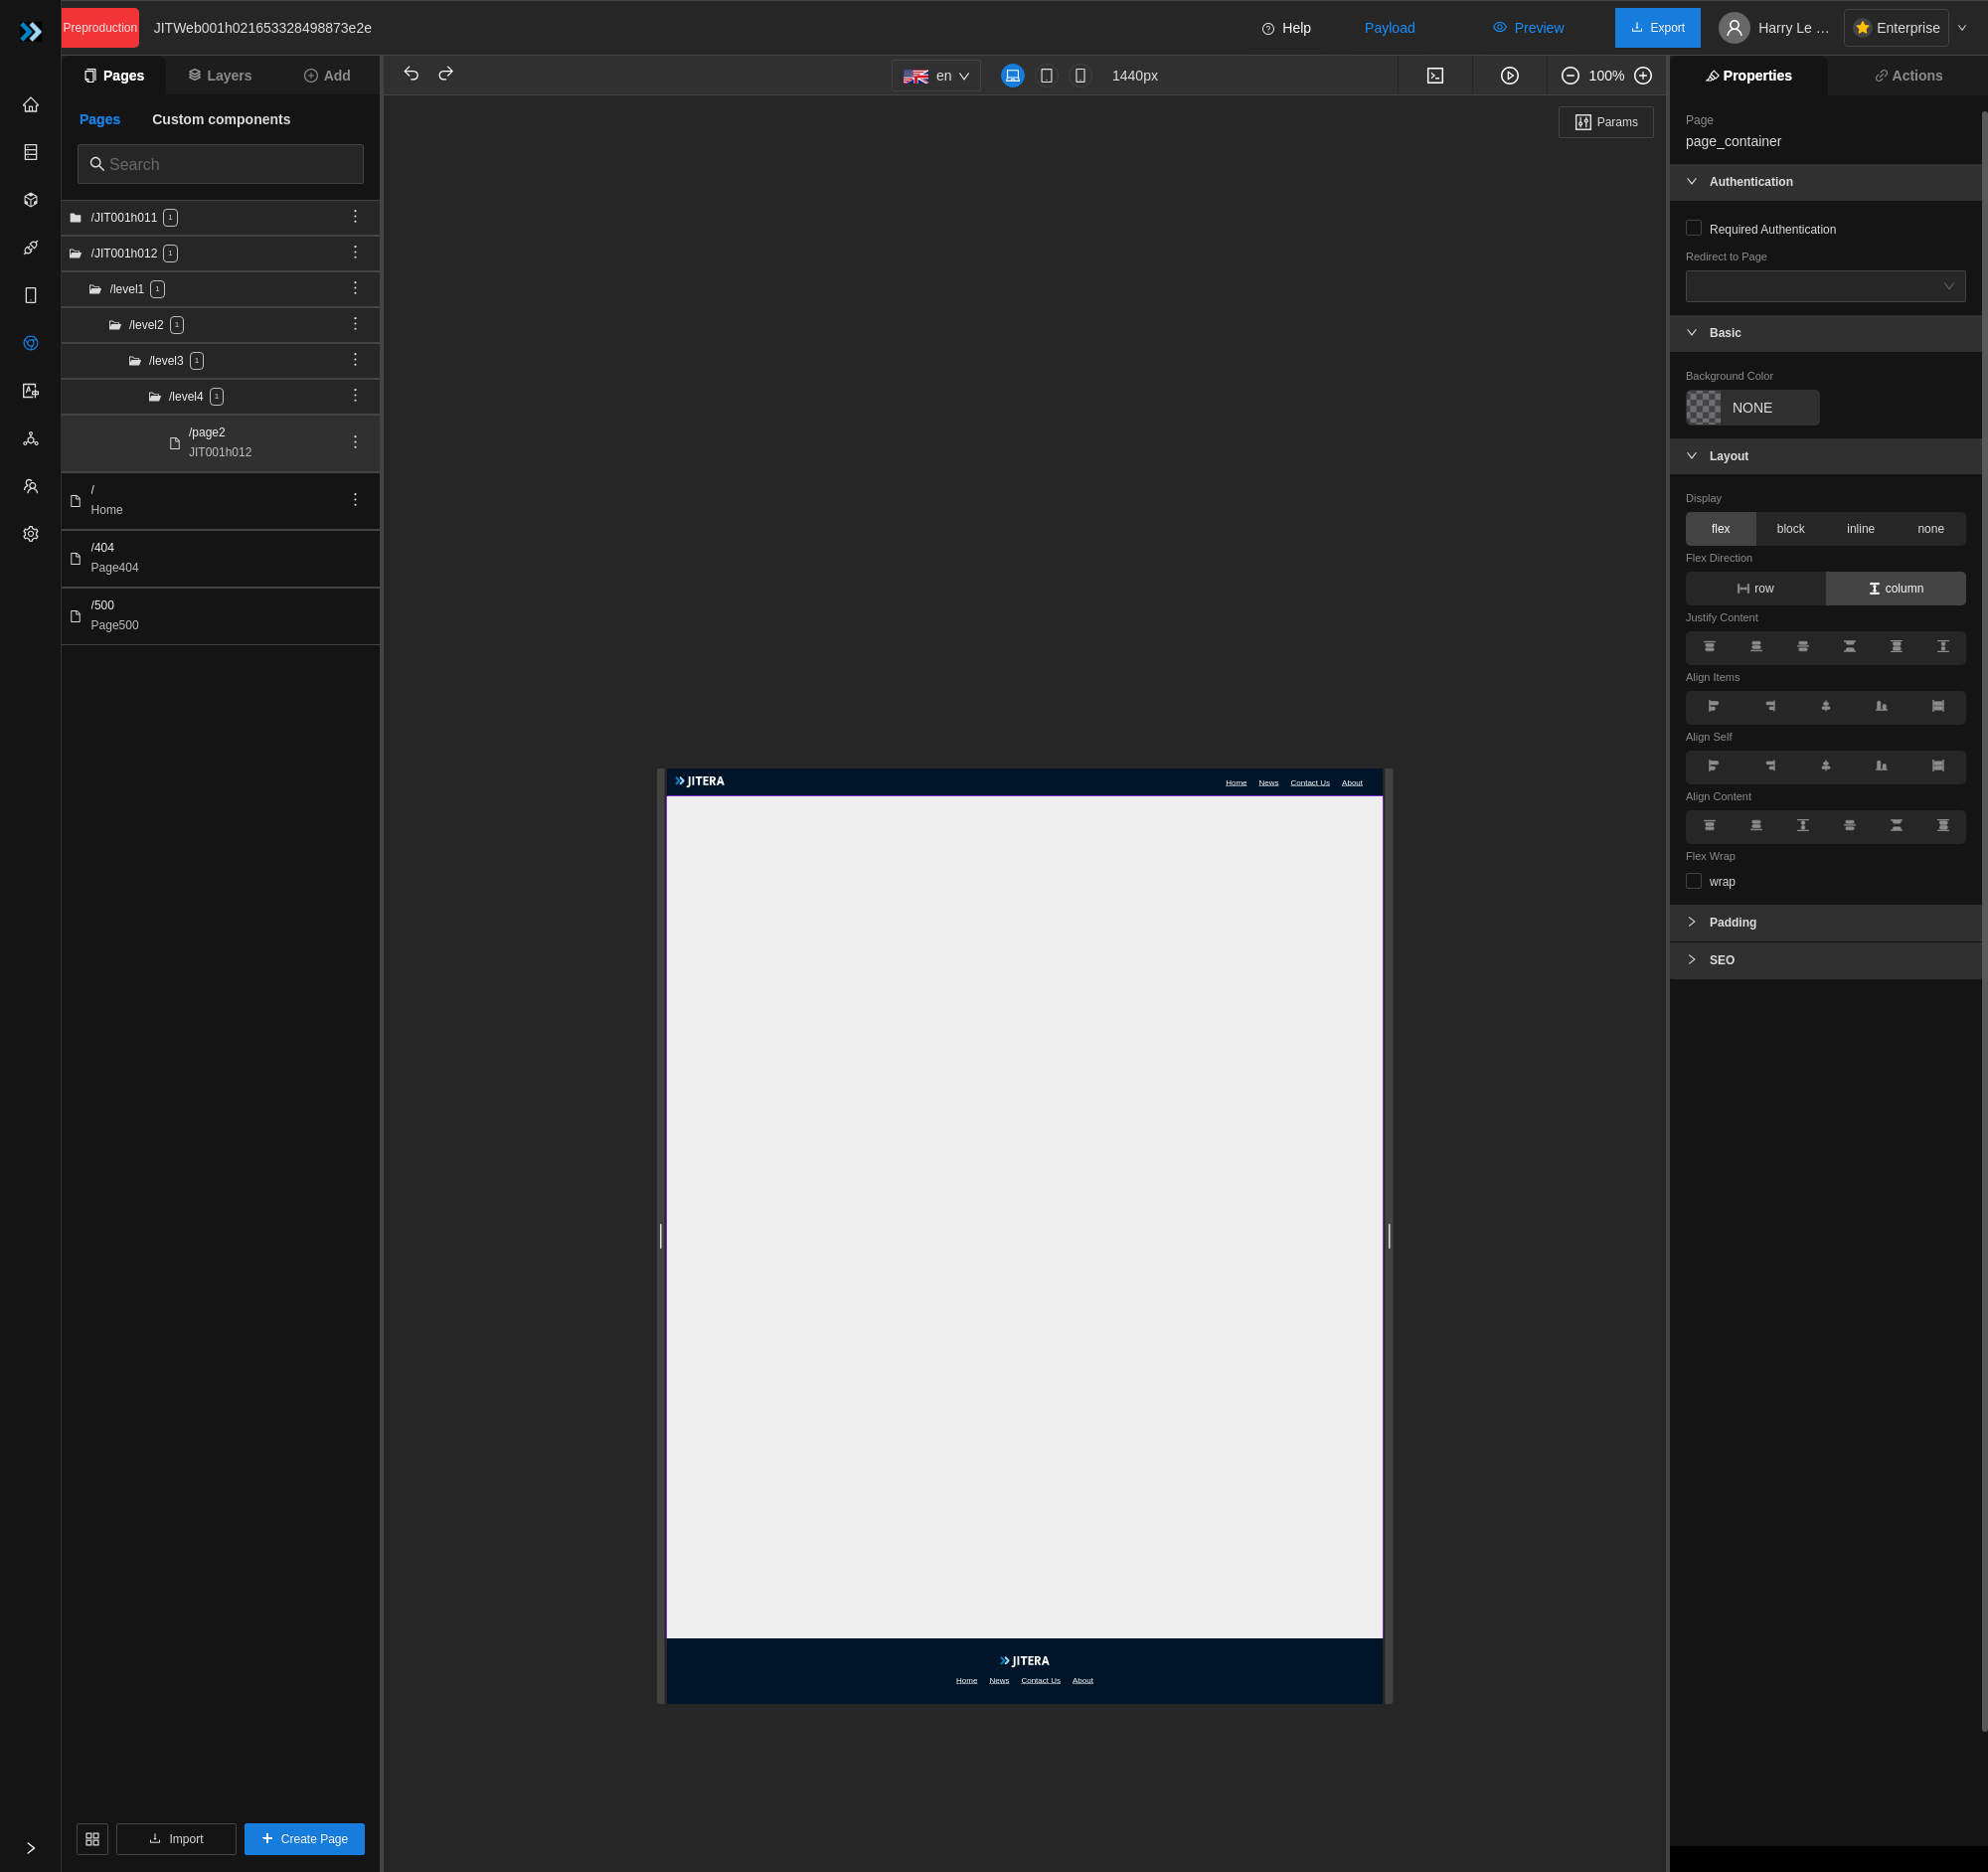 Preproduction JITWeb001h021653328498873e2e Help Payload Preview Export Harry Le … Enterprise
Pages Layers Add
en 1440px 100%
Properties Actions
Pages Custom components
Search
/JIT001h011 1
/JIT001h012 1
/level1 1
/level2 1
/level3 1
/level4 1
/page2
JIT001h012
/
Home
/404
Page404
/500
Page500
Import Create Page
Params
JITERA Home News Contact Us About
JITERA
Home News Contact Us About
Page
page_container
Authentication
Required Authentication
Redirect to Page
Basic
Background Color
NONE
Layout
Display
flex block inline none
Flex Direction
row column
Justify Content
Align Items
Align Self
Align Content
Flex Wrap
wrap
Padding
SEO